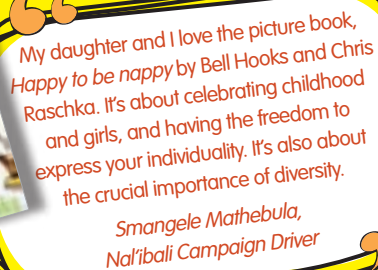 My daughter and I love the picture book,
Happy to be nappy by Bell Hooks and Chris
Raschka. It's about celebrating childhood
and girls, and having the freedom to
express your individuality. It's also about
the crucial importance of diversity.
Smangele Mathebula,
Nal'ibali Campaign Driver